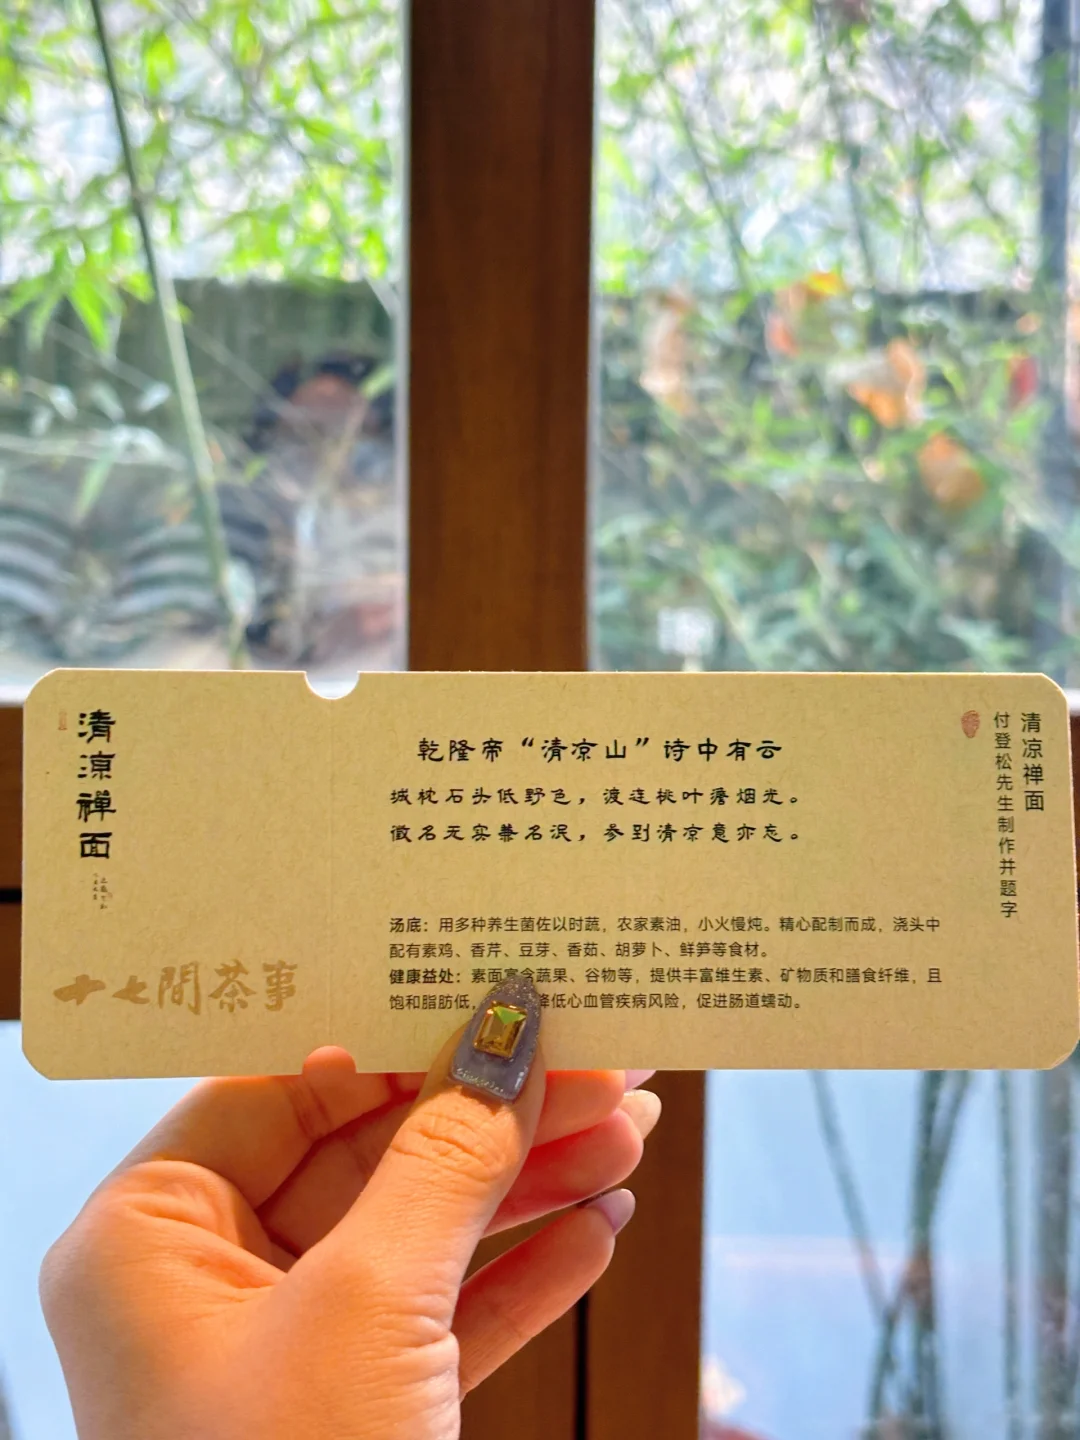 清凉禅面
十七間茶事
乾隆帝“清凉山”诗中有云
城枕石头低野色，渡连桃叶澹烟光。
徵名无实兼名泯，参到清凉意亦忘。
汤底：用多种养生菌佐以时蔬，农家素油，小火慢炖。精心配制而成，浇头中
配有素鸡、香芹、豆芽、香菇、胡萝卜、鲜笋等食材。
健康益处：素面富含蔬果、谷物等，提供丰富维生素、矿物质和膳食纤维，且
饱和脂肪低，降低心血管疾病风险，促进肠道蠕动。
清凉禅面
付登松先生制作并题字